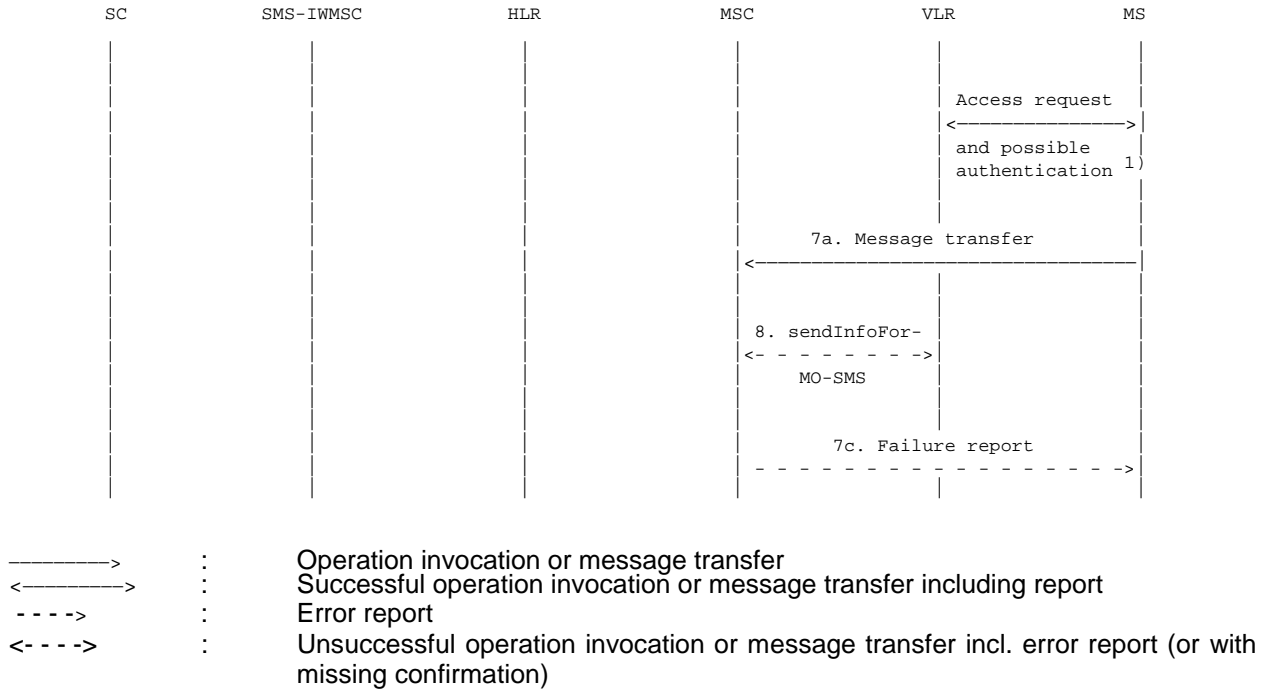 SC SMS-IWMSC HLR MSC VLR MS
Access request
<———————————————>
and possible
authentication 1)
7a. Message transfer
<——————————————————————————————————
8. sendInfoFor-
<- - - - - - - ->
MO-SMS
7c. Failure report
- - - - - - - - - - - - - - - - ->
—————————> : Operation invocation or message transfer
<—————————> : Successful operation invocation or message transfer including report
- - - -> : Error report
<- - - -> : Unsuccessful operation invocation or message transfer incl. error report (or with
missing confirmation)